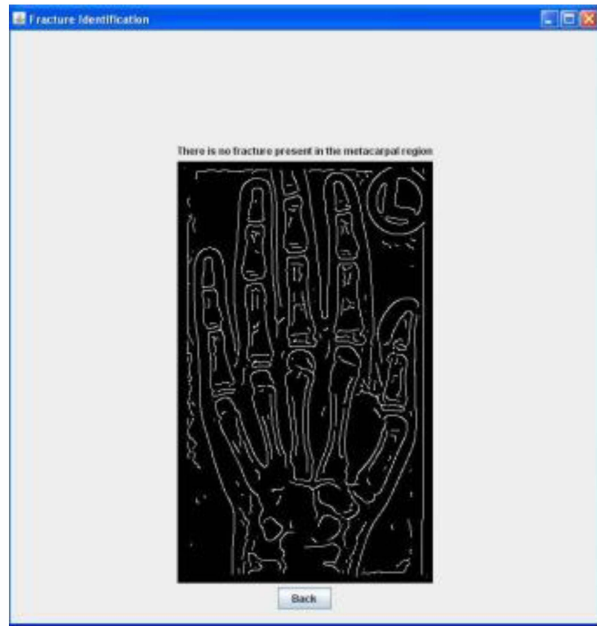 Fracture Identification
There is no fracture present in the metacarpal region
L
Back